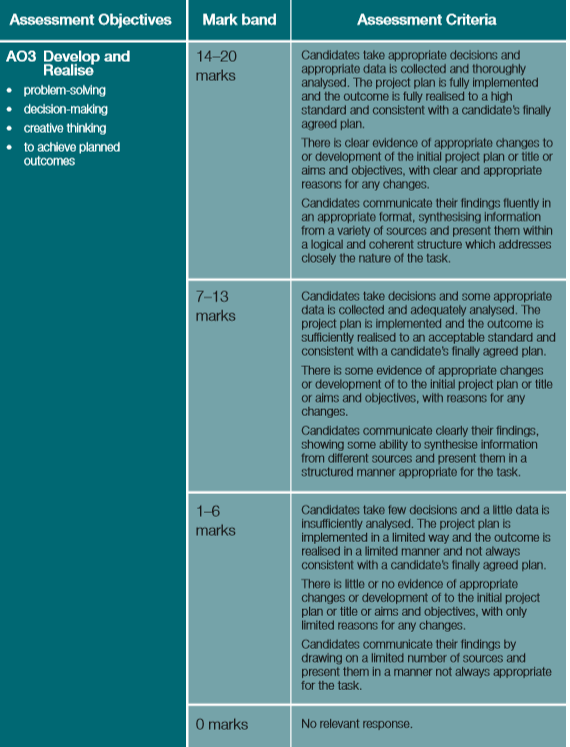 Assessment Objectives
Mark band
Assessment Criteria
AO3 Develop and
Realise
• problem-solving
• decision-making
• creative thinking
• to achieve planned
outcomes
14–20
marks
Candidates take appropriate decisions and
appropriate data is collected and thoroughly
analysed. The project plan is fully implemented
and the outcome is fully realised to a high
standard and consistent with a candidate's finally
agreed plan.
There is clear evidence of appropriate changes to
or development of the initial project plan or title or
aims and objectives, with clear and appropriate
reasons for any changes.
Candidates communicate their findings fluently in
an appropriate format, synthesising information
from a variety of sources and present them within
a logical and coherent structure which addresses
closely the nature of the task.
7–13
marks
Candidates take decisions and some appropriate
data is collected and adequately analysed. The
project plan is implemented and the outcome is
sufficiently realised to an acceptable standard and
consistent with a candidate's finally agreed plan.
There is some evidence of appropriate changes
or development of to the initial project plan or title
or aims and objectives, with reasons for any
changes.
Candidates communicate clearly their findings,
showing some ability to synthesise information
from different sources and present them in a
structured manner appropriate for the task.
1–6
marks
Candidates take few decisions and a little data is
insufficiently analysed. The project plan is
implemented in a limited way and the outcome is
realised in a limited manner and not always
consistent with a candidate's finally agreed plan.
There is little or no evidence of appropriate
changes or development of to the initial project
plan or title or aims and objectives, with only
limited reasons for any changes.
Candidates communicate their findings by
drawing on a limited number of sources and
present them in a manner not always appropriate
for the task.
0 marks
No relevant response.